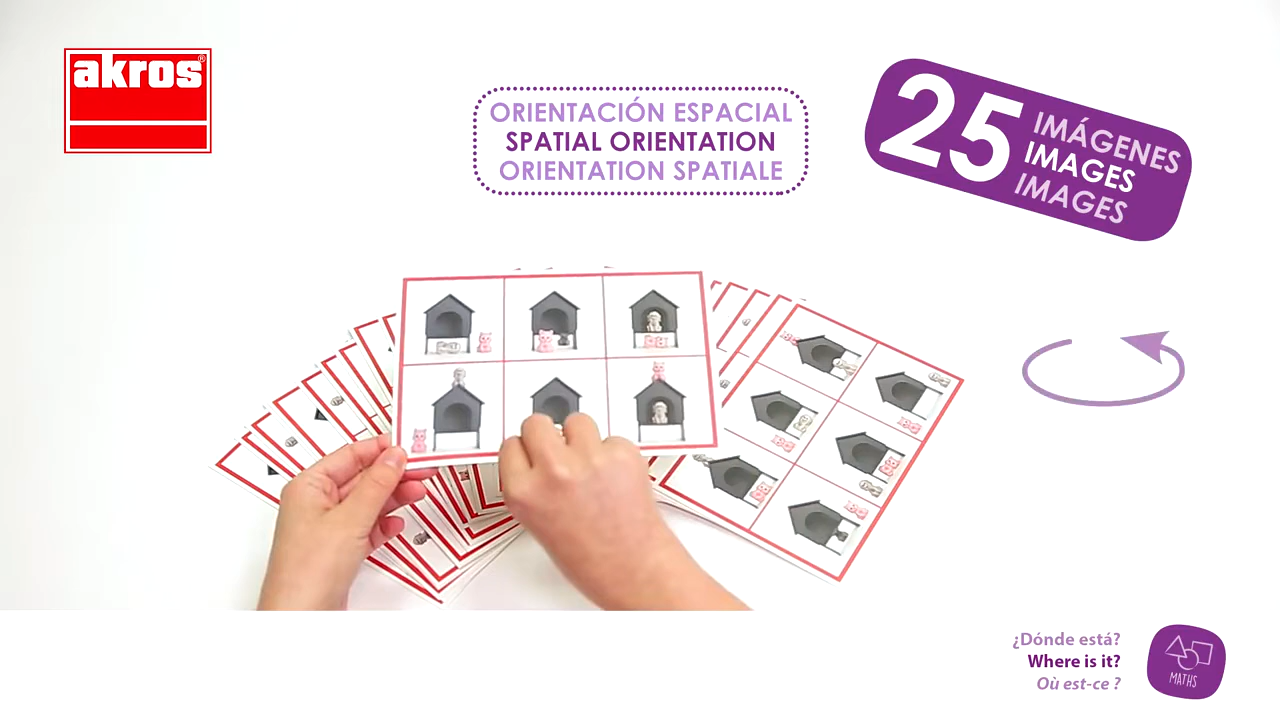 akros®
ORIENTACIÓN ESPACIAL
SPATIAL ORIENTATION
ORIENTATION SPATIALE
25
IMÁGENES
IMAGES
IMAGES
¿Dónde está?
Where is it?
Où est-ce ?
MATHS